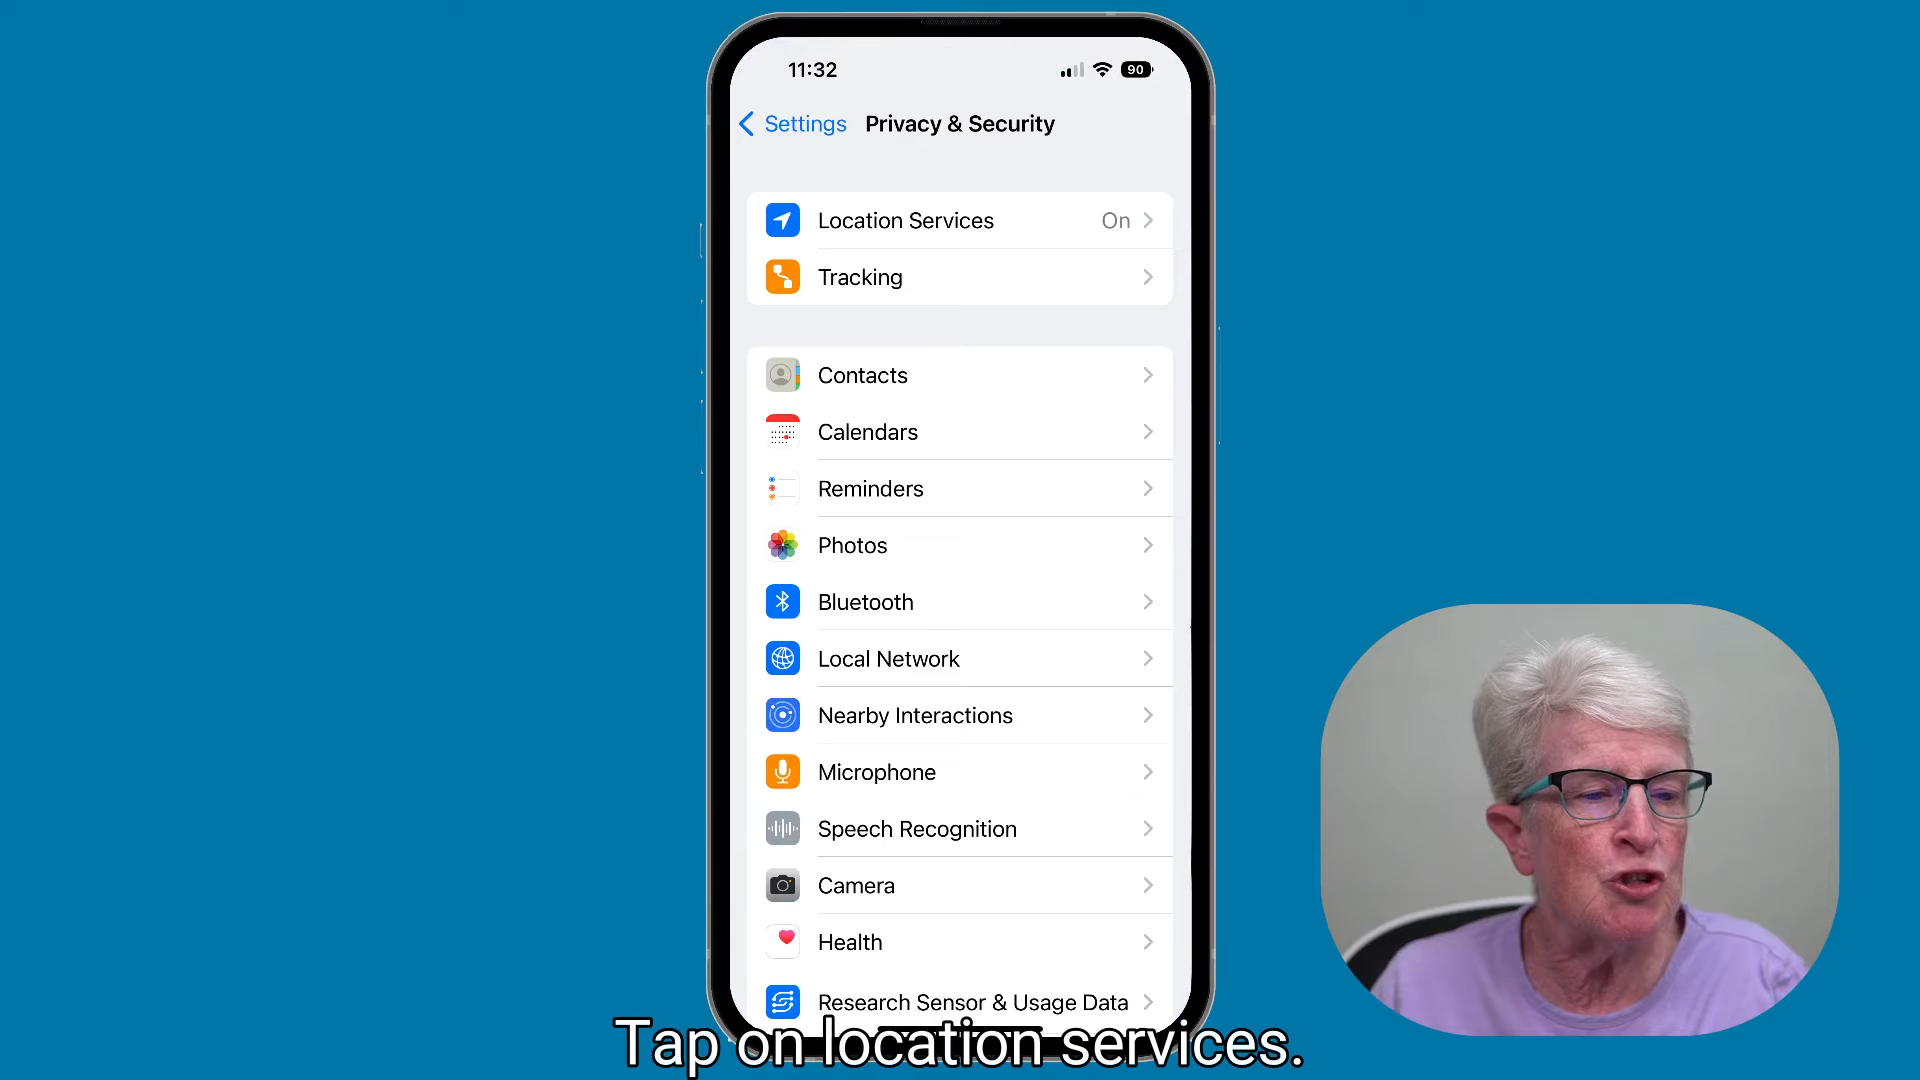 11:32
90
Settings Privacy & Security
Location Services On
Tracking
Contacts
Calendars
Reminders
Photos
Bluetooth
Local Network
Nearby Interactions
Microphone
Speech Recognition
Camera
Health
Research Sensor & Usage Data
Tap on location services.